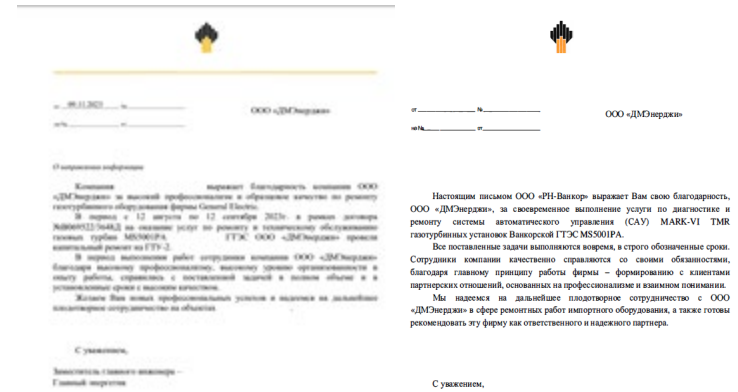 от 09.11.2023 №
на № от
ООО «ДМЭнерджи»
О направлении информации
Компания выражает благодарность компании ООО
«ДМЭнерджи» за высокий профессионализм и образцовое качество по ремонту
газотурбинного оборудования фирмы General Electric.
В период с 12 августа по 12 сентября 2023г. в рамках договора
на оказание услуг по ремонту и техническому обслуживанию
газовых турбин MS5001PA, ГТЭС ООО «ДМЭнерджи» провели
капитальный ремонт на ГТУ-2.
В период выполнения работ сотрудники компании ООО «ДМЭнерджи»
благодаря высокому профессионализму, высокому уровню организованности и
опыту работы, справились с поставленной задачей в полном объеме и в
установленные сроки с высоким качеством.
Желаем Вам новых профессиональных успехов и надеемся на дальнейшее
плодотворное сотрудничество на объектах
С уважением,
Заместитель главного инженера –
Главный энергетик
от № 
на № от
ООО «ДМЭнерджи»
Настоящим письмом ООО «РН-Ванкор» выражает Вам свою благодарность,
ООО «ДМЭнерджи», за своевременное выполнение услуги по диагностике и
ремонту системы автоматического управления (САУ) MARK-VI TMR
газотурбинных установок Ванкорской ГТЭС MS5001PA.
Все поставленные задачи выполняются вовремя, в строго обозначенные сроки.
Сотрудники компании качественно справляются со своими обязанностями,
благодаря главному принципу работы фирмы – формированию с клиентами
партнерских отношений, основанных на профессионализме и взаимном понимании.
Мы надеемся на дальнейшее плодотворное сотрудничество с ООО
«ДМЭнерджи» в сфере ремонтных работ импортного оборудования, а также готовы
рекомендовать эту фирму как ответственного и надежного партнера.
С уважением,